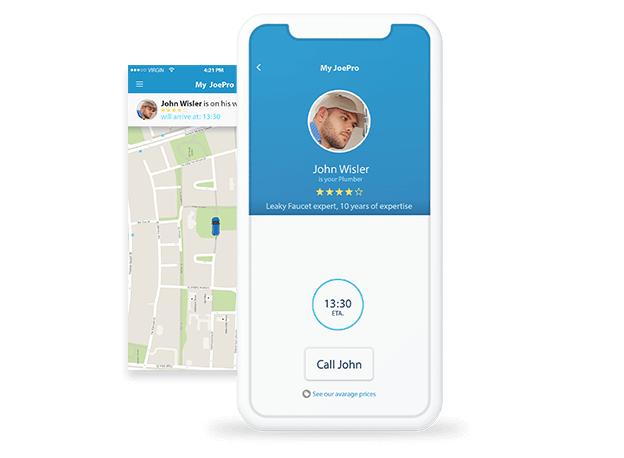 VIRGIN
4:21 PM
My JoePro
John Wisler is on his w
will arrive at: 13:30
My JoePro
John Wisler
is your Plumber
Leaky Faucet expert, 10 years of expertise
13:30
ETA.
Call John
See our avarage prices